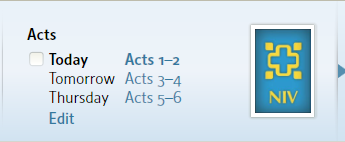 Acts
Today Acts 1–2
Tomorrow Acts 3–4
Thursday Acts 5–6
Edit
NIV